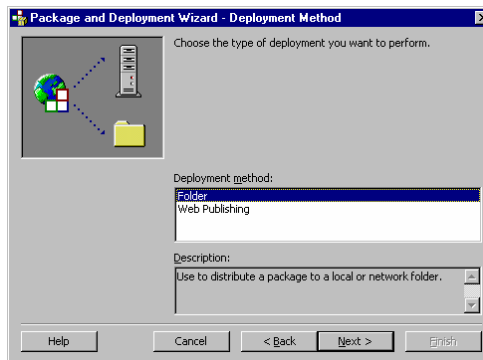 Package and Deployment Wizard - Deployment Method
Choose the type of deployment you want to perform.
Deployment method:
Folder
Web Publishing
Description:
Use to distribute a package to a local or network folder.
Help
Cancel
< Back
Next >
Finish